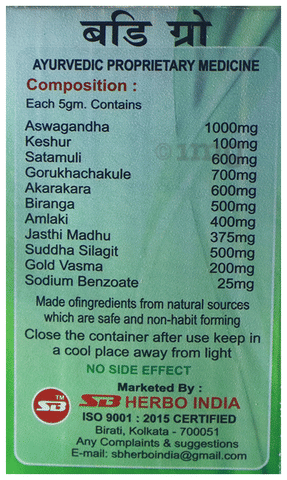 बडि ग्रो
AYURVEDIC PROPRIETARY MEDICINE
Composition :
Each 5gm. Contains
Aswagandha 1000mg
Keshur 100mg
Satamuli 600mg
Gorukhachakule 700mg
Akarakara 600mg
Biranga 500mg
Amlaki 400mg
Jasthi Madhu 375mg
Suddha Silagit 500mg
Gold Vasma 200mg
Sodium Benzoate 25mg
Made ofingredients from natural sources
which are safe and non-habit forming
Close the container after use keep in
a cool place away from light
NO SIDE EFFECT
Marketed By :
SB TM SB HERBO INDIA
ISO 9001 : 2015 CERTIFIED
Birati, Kolkata - 700051
Any Complaints & suggestions
E-mail: sbherboindia@gmail.com